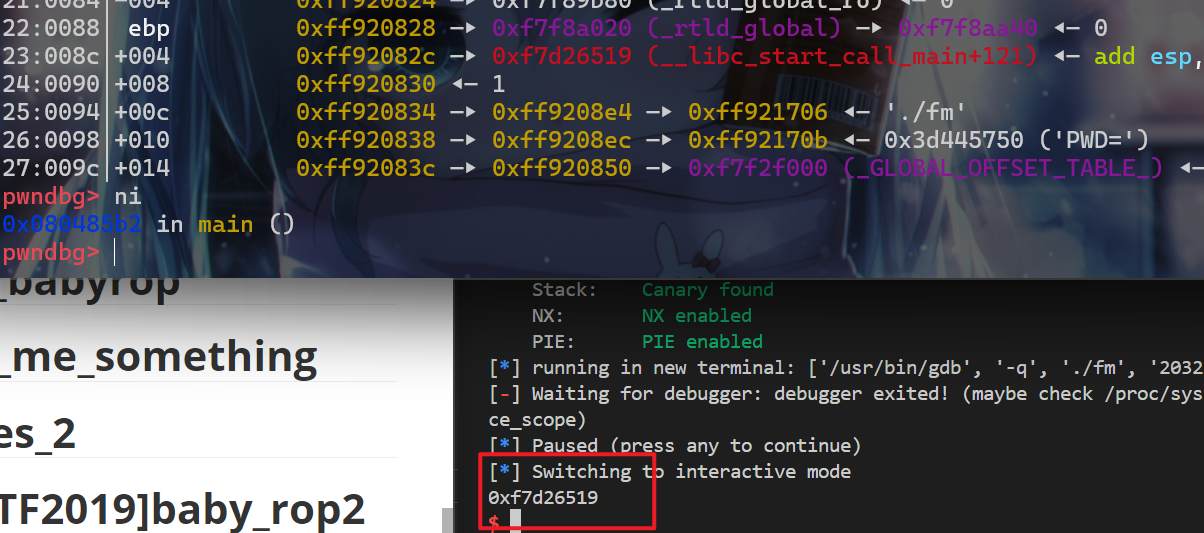 21:0084│-004 0xff920824 —▸ 0xf7f89b80 (_rtld_global_ro) ◂— 0
22:0088│ ebp 0xff920828 —▸ 0xf7f8a020 (_rtld_global) —▸ 0xf7f8aa40 ◂— 0
23:008c│+004 0xff92082c —▸ 0xf7d26519 (__libc_start_call_main+121) ◂— add esp,
24:0090│+008 0xff920830 ◂— 1
25:0094│+00c 0xff920834 —▸ 0xff9208e4 —▸ 0xff921706 ◂— './fm'
26:0098│+010 0xff920838 —▸ 0xff9208ec —▸ 0xff92170b ◂— 0x3d445750 ('PWD=')
27:009c│+014 0xff92083c —▸ 0xff920850 —▸ 0xf7f2f000 (_GLOBAL_OFFSET_TABLE_) ◂—
pwndbg> ni
0x080485b2 in main ()
pwndbg>
_babyrop
_me_something
es_2
TF2019]baby_rop2
Stack: Canary found
NX: NX enabled
PIE: PIE enabled
[*] running in new terminal: ['/usr/bin/gdb', '-q', './fm', '2032
[-] Waiting for debugger: debugger exited! (maybe check /proc/sys
ce_scope)
[*] Paused (press any to continue)
[*] Switching to interactive mode
0xf7d26519
$